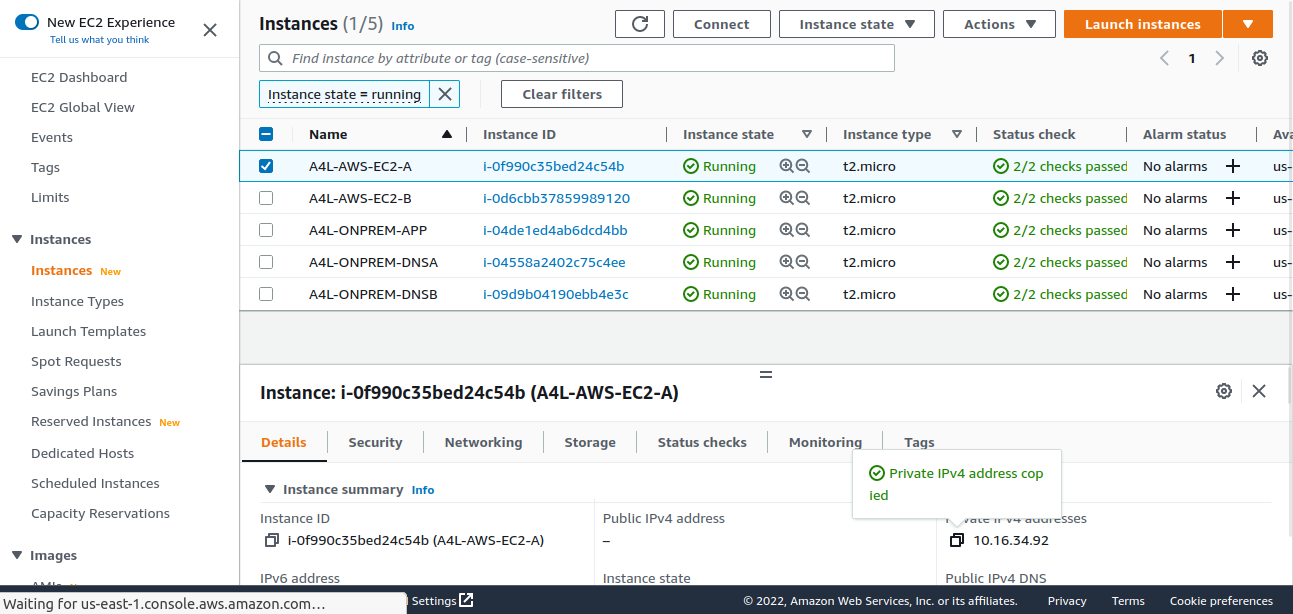 New EC2 Experience
Tell us what you think
EC2 Dashboard
EC2 Global View
Events
Tags
Limits
Instances
Instances New
Instance Types
Launch Templates
Spot Requests
Savings Plans
Reserved Instances New
Dedicated Hosts
Scheduled Instances
Capacity Reservations
Images
Instances (1/5) Info
Connect
Instance state
Actions
Launch instances
Find instance by attribute or tag (case-sensitive)
1
Instance state = running
Clear filters
Name Instance ID Instance state Instance type Status check Alarm status Ava
A4L-AWS-EC2-A i-0f990c35bed24c54b Running t2.micro 2/2 checks passed No alarms us-
A4L-AWS-EC2-B i-0d6cbb37859989120 Running t2.micro 2/2 checks passed No alarms us-
A4L-ONPREM-APP i-04de1ed4ab6dcd4bb Running t2.micro 2/2 checks passed No alarms us-
A4L-ONPREM-DNSA i-04558a2402c75c4ee Running t2.micro 2/2 checks passed No alarms us-
A4L-ONPREM-DNSB i-09d9b04190ebb4e3c Running t2.micro 2/2 checks passed No alarms us-
Instance: i-0f990c35bed24c54b (A4L-AWS-EC2-A)
Details Security Networking Storage Status checks Monitoring Tags
Private IPv4 address cop
ied
Instance summary Info
Instance ID
i-0f990c35bed24c54b (A4L-AWS-EC2-A)
Public IPv4 address
–
Private IPv4 addresses
10.16.34.92
IPv6 address
Instance state
Public IPv4 DNS
Waiting for us-east-1.console.aws.amazon.com…
Settings
© 2022, Amazon Web Services, Inc. or its affiliates. Privacy Terms Cookie preferences